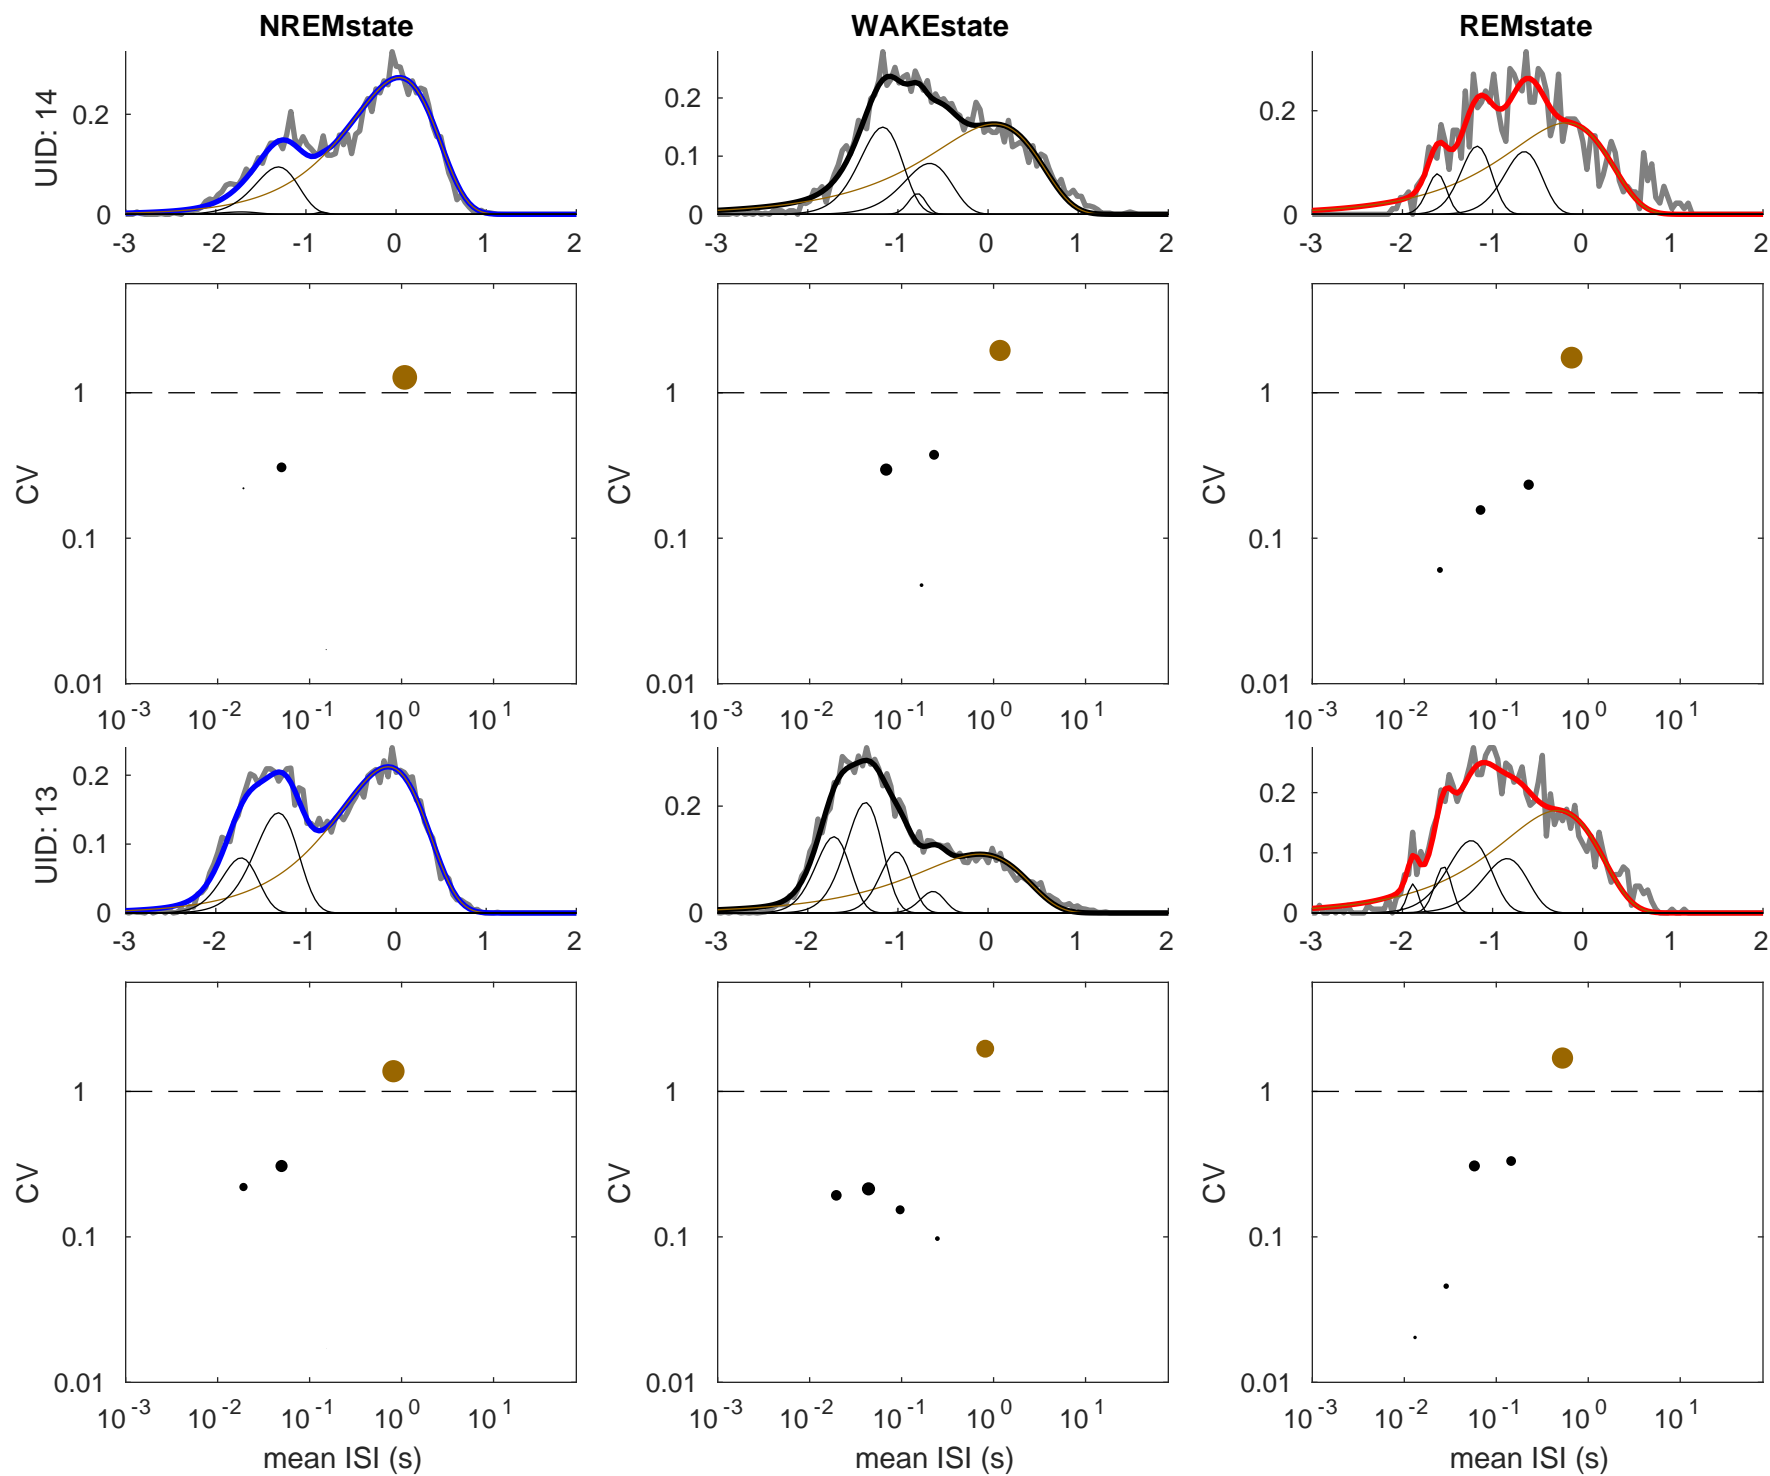 NREMstate WAKEstate REMstate
UID: 14
0.2 0.2 0.2
0.1
0 0 0
-3 -2 -1 0 1 2 -3 -2 -1 0 1 2 -3 -2 -1 0 1 2
1 1 1
CV CV CV
0.1 0.1 0.1
0.01 0.01 0.01
10^-3 10^-2 10^-1 10^0 10^1 10^-3 10^-2 10^-1 10^0 10^1 10^-3 10^-2 10^-1 10^0 10^1
UID: 13
0.2 0.2 0.2
0.1 0.1
0 0 0
-3 -2 -1 0 1 2 -3 -2 -1 0 1 2 -3 -2 -1 0 1 2
1 1 1
CV CV CV
0.1 0.1 0.1
0.01 0.01 0.01
10^-3 10^-2 10^-1 10^0 10^1 10^-3 10^-2 10^-1 10^0 10^1 10^-3 10^-2 10^-1 10^0 10^1
mean ISI (s) mean ISI (s) mean ISI (s)